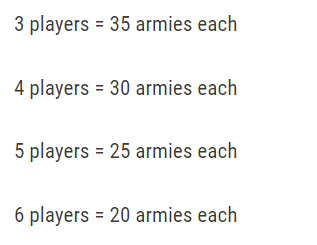 3 players = 35 armies each
4 players = 30 armies each
5 players = 25 armies each
6 players = 20 armies each